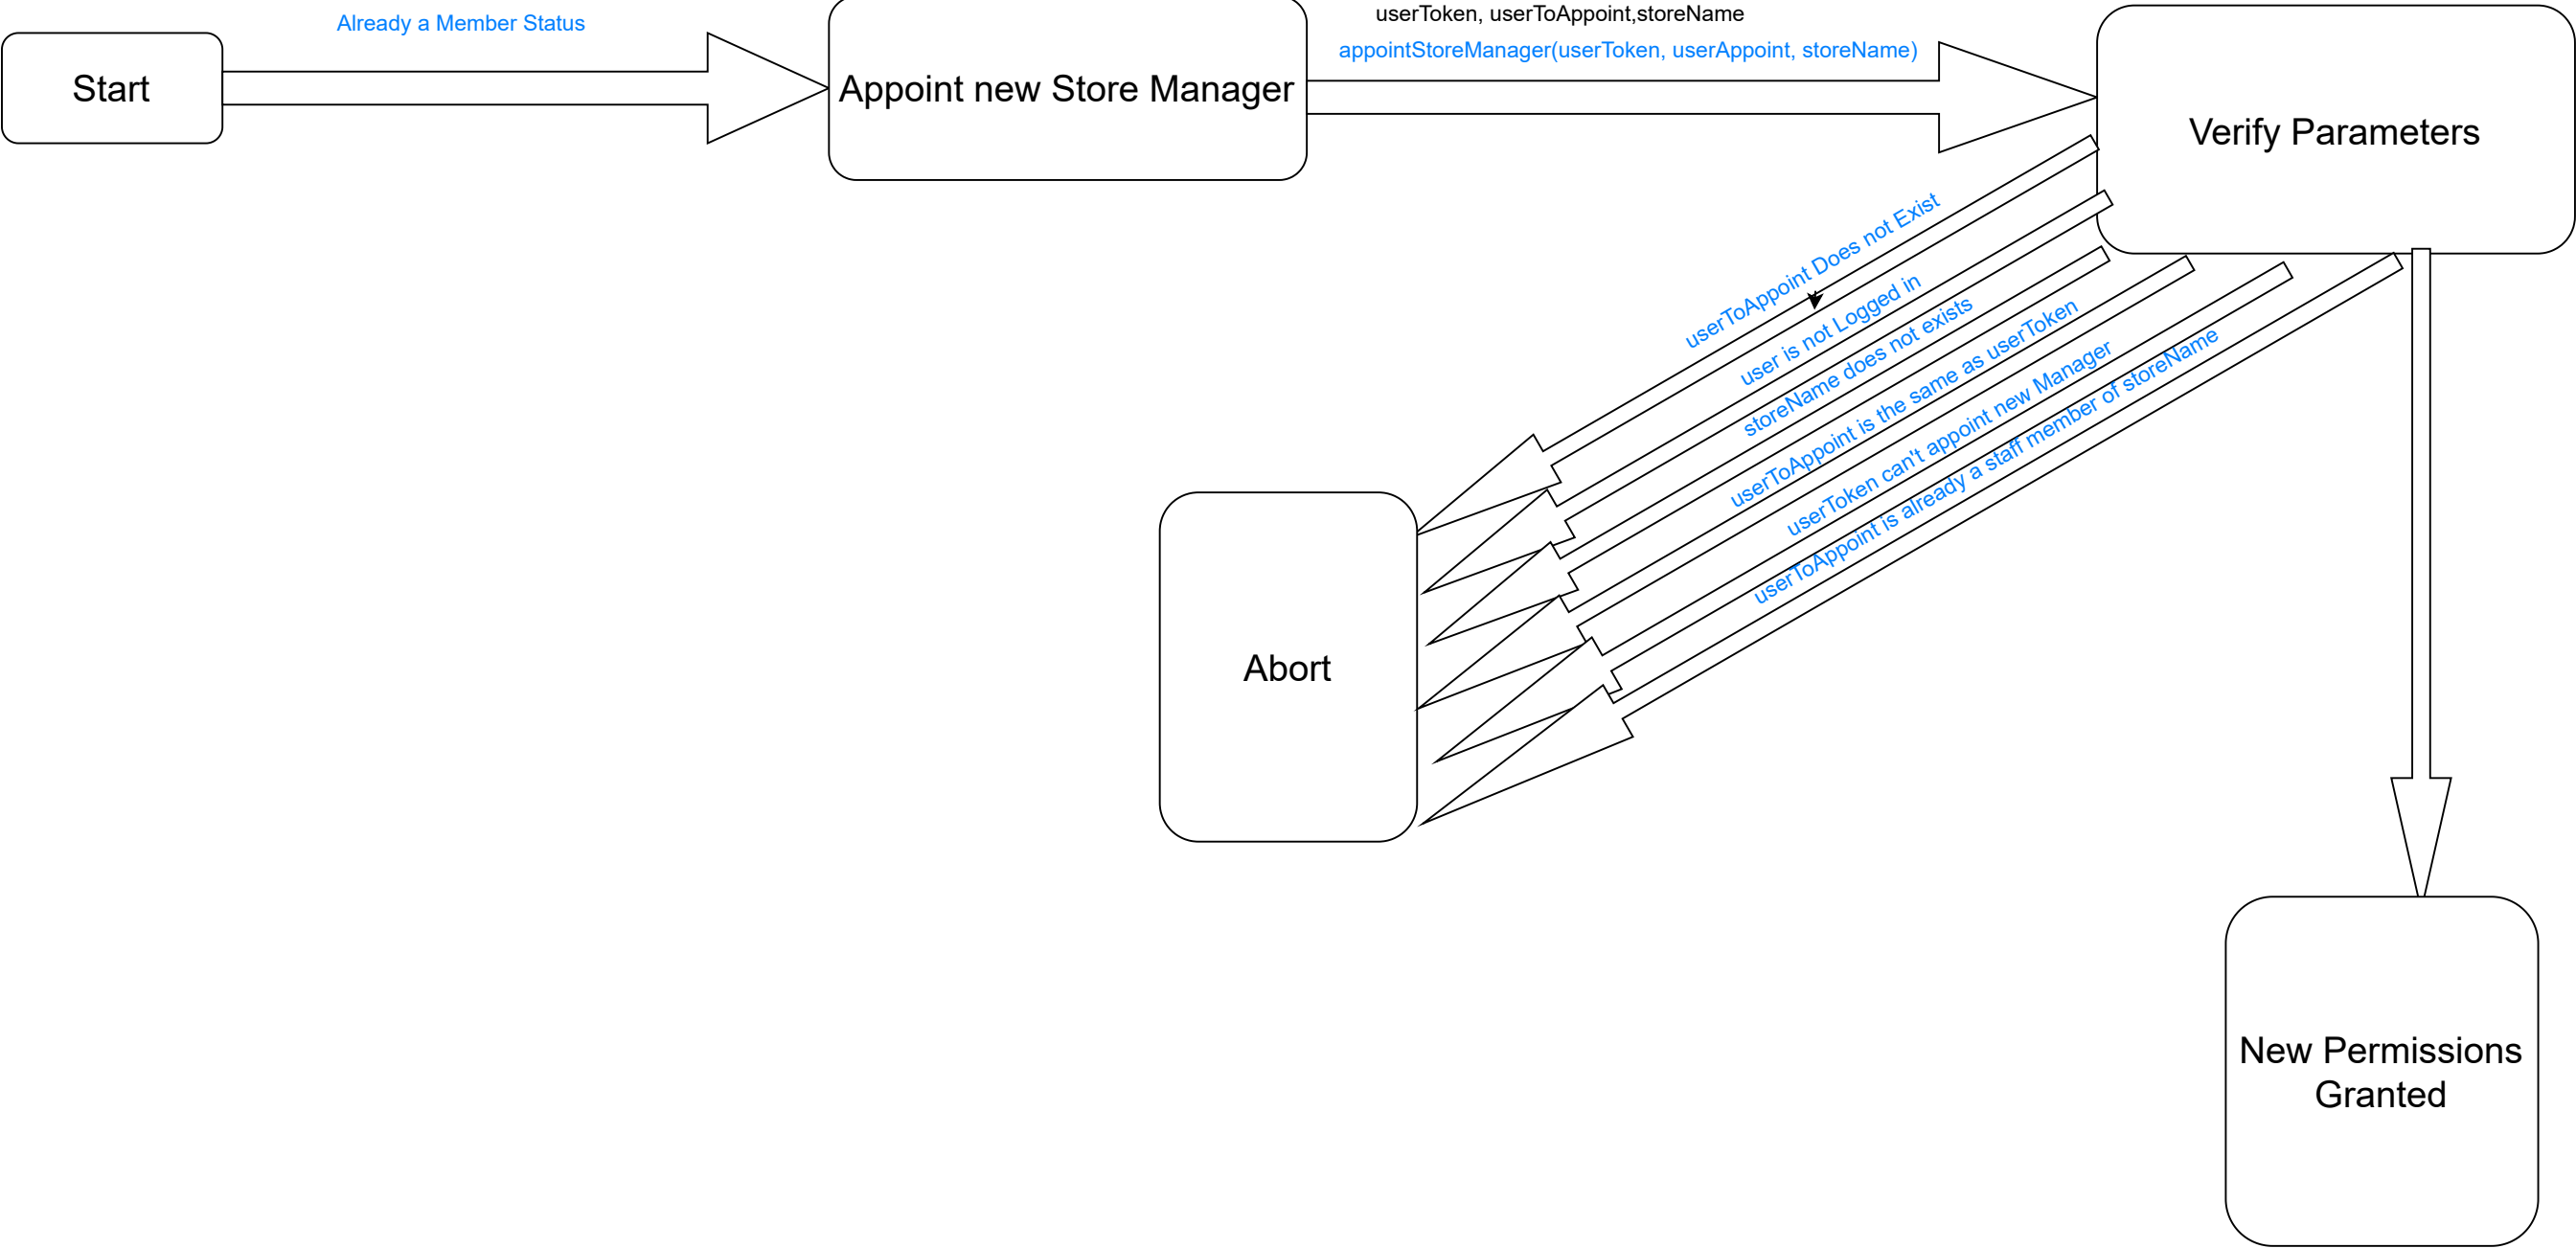 Already a Member Status
Start
Appoint new Store Manager
userToken, userToAppoint,storeName
appointStoreManager(userToken, userAppoint, storeName)
Verify Parameters
userToAppoint Does not Exist
user is not Logged in
storeName does not exists
userToAppoint is the same as userToken
userToken can't appoint new Manager
userToAppoint is already a staff member of storeName
Abort
New Permissions
Granted